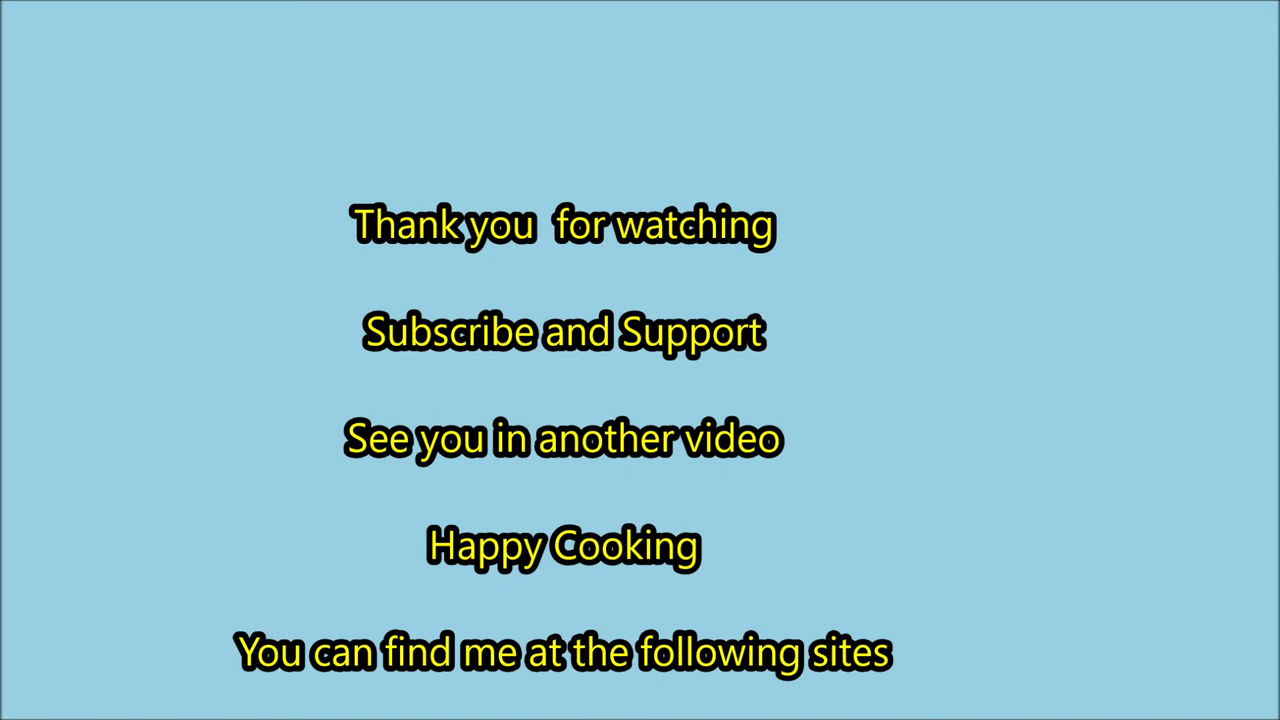 Thank you  for watching
Subscribe and Support
See you in another video
Happy Cooking
You can find me at the following sites